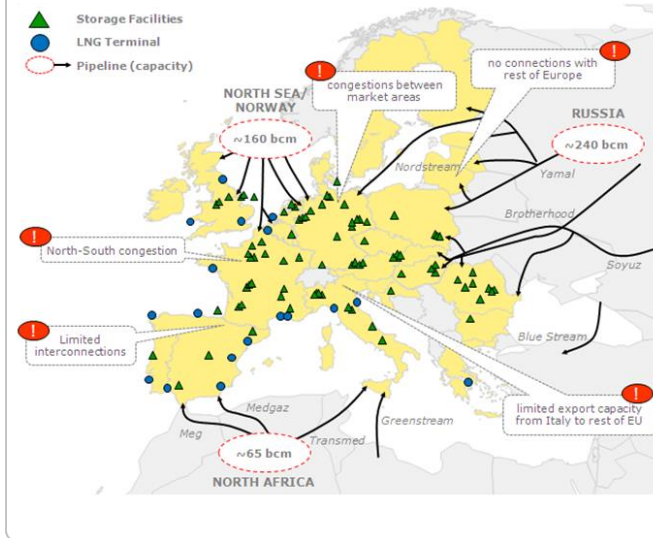 Storage Facilities
LNG Terminal
Pipeline (capacity)
NORTH SEA/
NORWAY
~160 bcm
!
congestions between
market areas
!
no connections with
rest of Europe
RUSSIA
~240 bcm
Nordstream
Yamal
Brotherhood
Soyuz
Blue Stream
!
North-South congestion
!
Limited
interconnections
!
limited export capacity
from Italy to rest of EU
Medgaz
Meg
Transmed
Greenstream
~65 bcm
NORTH AFRICA